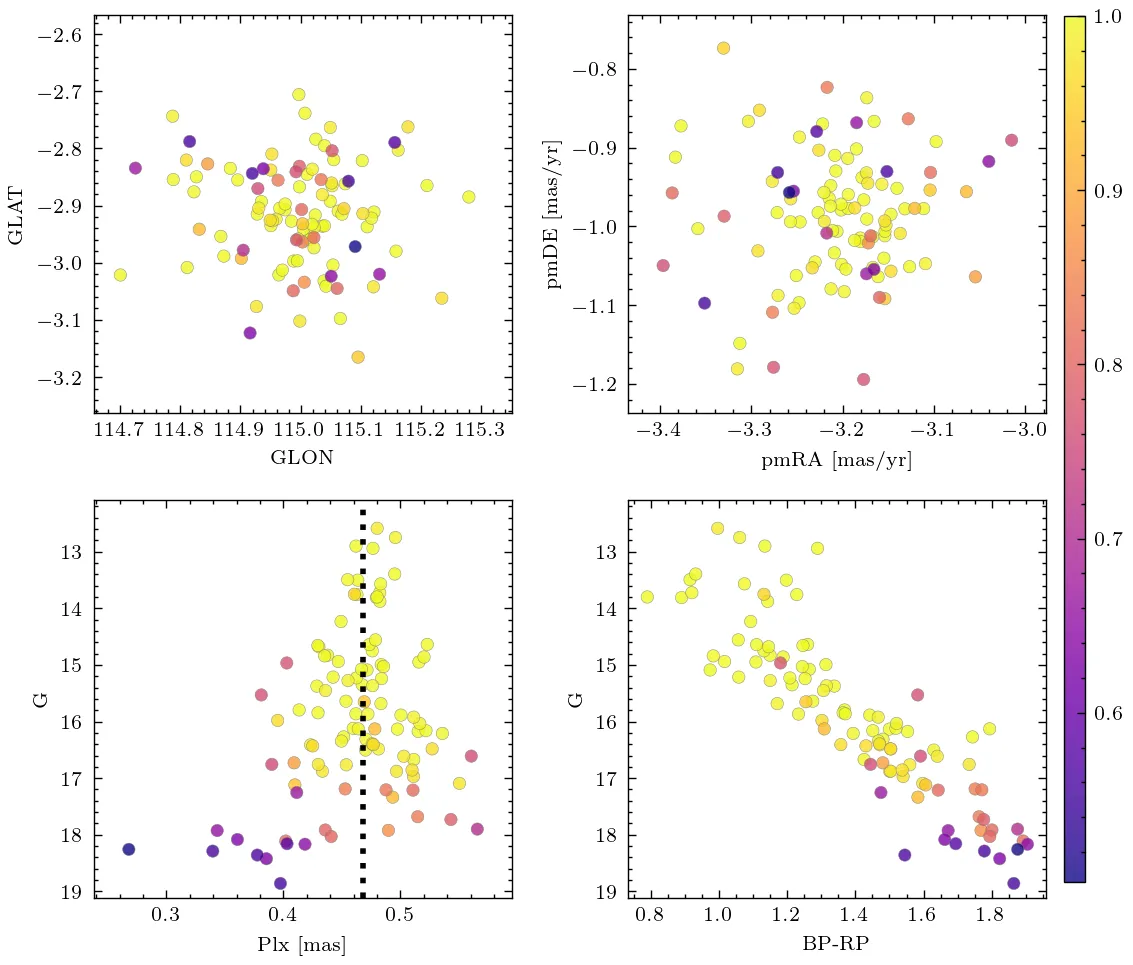 −2.6
−2.7
−2.8
−2.9
−3.0
−3.1
−3.2
GLAT
114.7 114.8 114.9 115.0 115.1 115.2 115.3
GLON
−0.8
−0.9
−1.0
−1.1
−1.2
pmDE [mas/yr]
−3.4 −3.3 −3.2 −3.1 −3.0
pmRA [mas/yr]
1.0
0.9
0.8
0.7
0.6
13
14
15
16
17
18
19
G
0.3 0.4 0.5
Plx [mas]
13
14
15
16
17
18
19
G
0.8 1.0 1.2 1.4 1.6 1.8
BP-RP